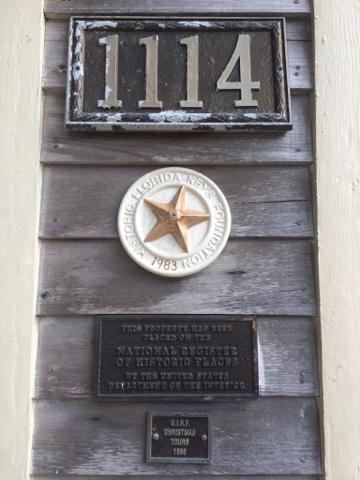 1114
HISTORIC FLORIDA KEYS FOUNDATION
1983
THIS PROPERTY HAS BEEN
PLACED ON THE
NATIONAL REGISTER
OF HISTORIC PLACES
BY THE UNITED STATES
DEPARTMENT OF THE INTERIOR
CHRISTMAS
TOURS